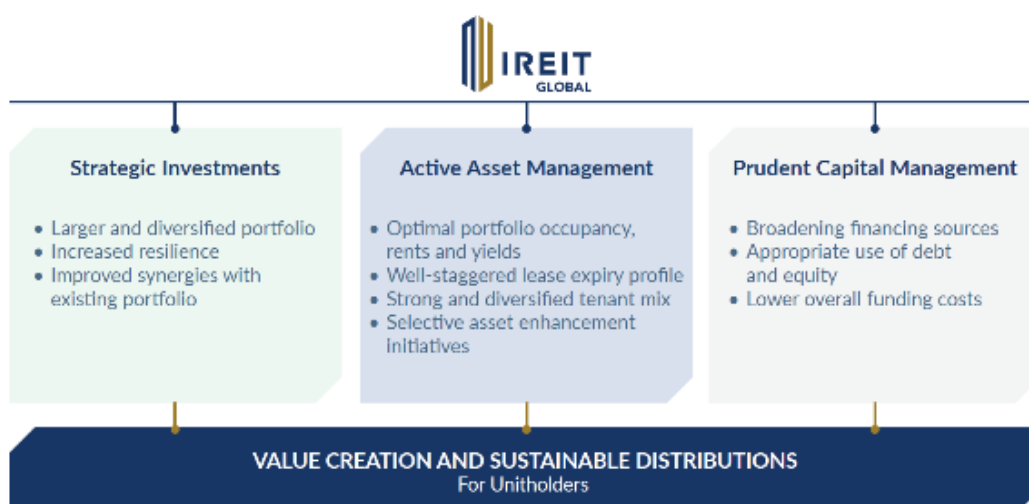 IREIT
GLOBAL
Strategic Investments
• Larger and diversified portfolio
• Increased resilience
• Improved synergies with
existing portfolio
Active Asset Management
• Optimal portfolio occupancy,
rents and yields
• Well-staggered lease expiry profile
• Strong and diversified tenant mix
• Selective asset enhancement
initiatives
Prudent Capital Management
• Broadening financing sources
• Appropriate use of debt
and equity
• Lower overall funding costs
VALUE CREATION AND SUSTAINABLE DISTRIBUTIONS
For Unitholders